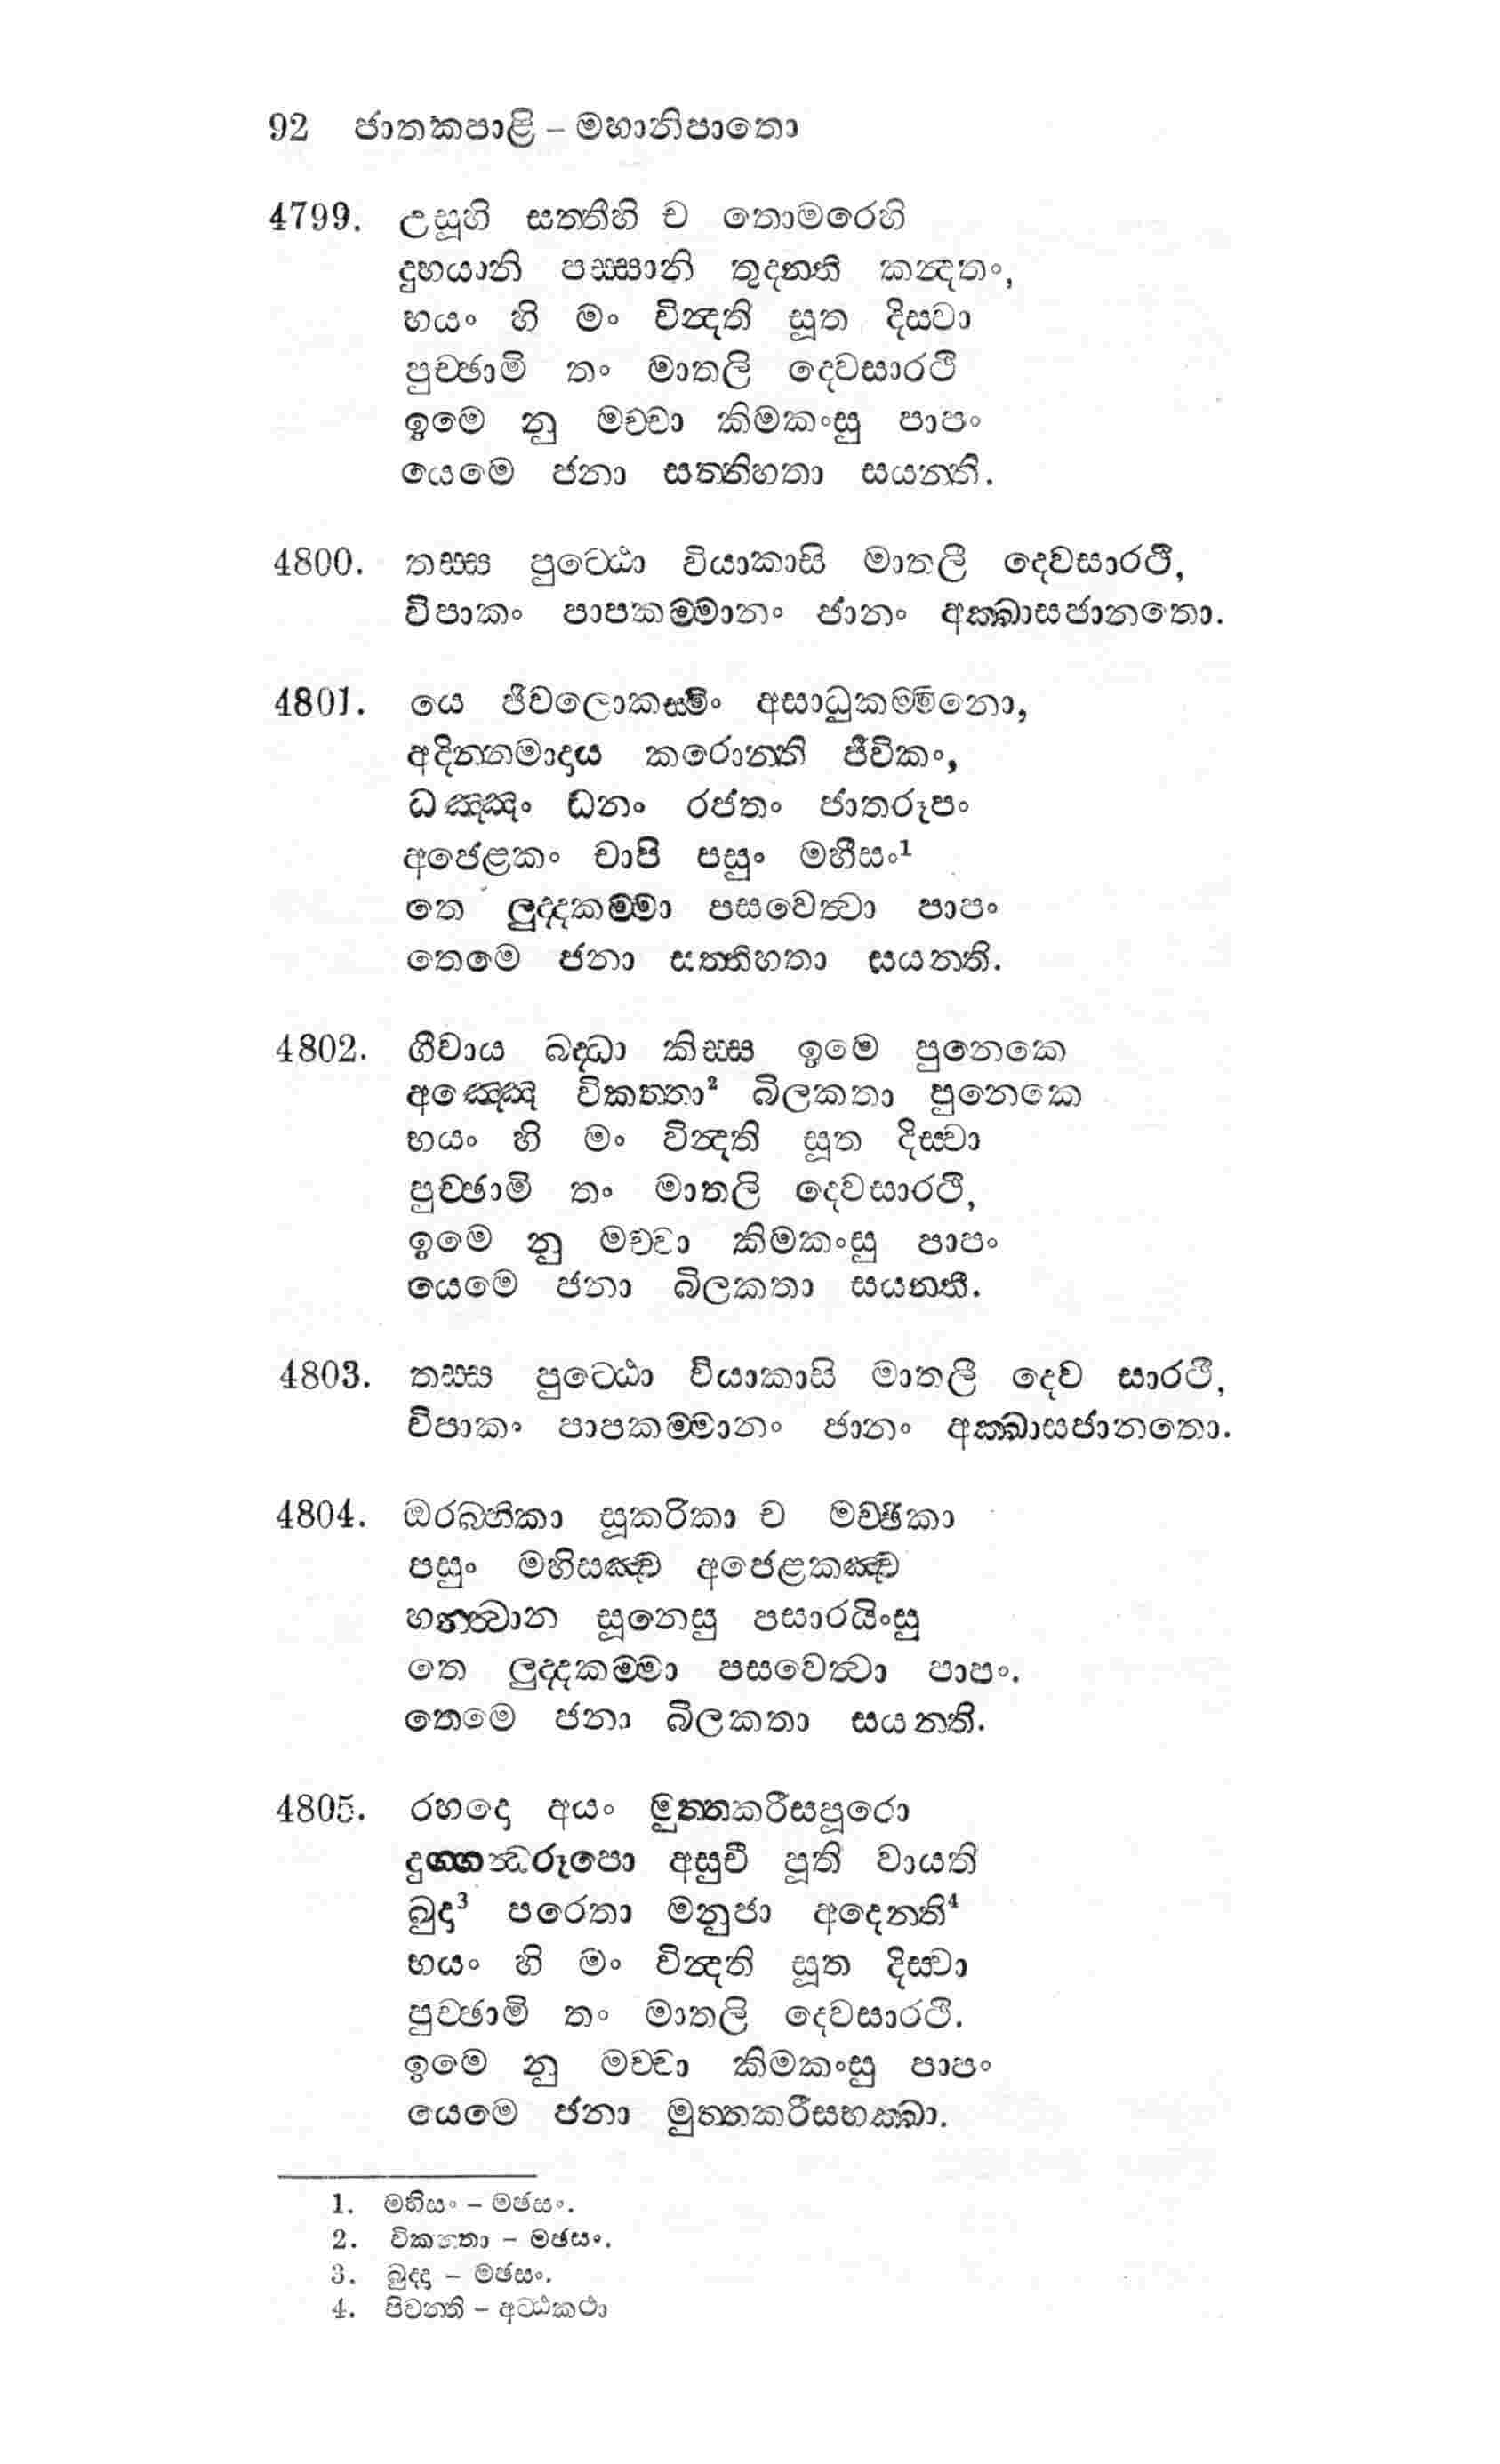 92 ජාතකපාළි – මහානිපාතො
4799. උසූහි සත්තීහි ච තොමරෙහි
දුභයානි පස්සානි තුදන්ති කන්දතං,
භයං හි මං වින්දති සූත දිසවා
පුච්ඡාමි තං මාතලි දෙවසාරථි
ඉමෙ නු මච්චා කිමකංසු පාපං
යෙමෙ ජනා සත්තිහතා සයන්ති.
4800. තස්ස පුට්ඨො වියාකාසි මාතලී දෙවසාරථී,
විපාකං පාපකම්මානං ජානං අක්ඛාසජානතො.
4801. යෙ ජීවලොකස්මිං අසාධුකම්මිනො,
අදින්නමාදාය කරොන්ති ජීවිකං,
ධඤ්ඤං ධනං රජතං ජාතරූපං
අජෙළකං චාපි පසුං මහීසං¹
තෙ ලුද්දකම්මා පසවෙත්වා පාපං
තෙමෙ ජනා සත්තිහතා සයන්ති.
4802. ගීවාය බද්ධා කිස්ස ඉමෙ පුනෙකෙ
අඤ්ඤෙ විකත්තා² බිලකතා පුනෙකෙ
භයං හි මං වින්දති සූත දිස්වා
පුච්ඡාමි තං මාතලි දෙවසාරථි,
ඉමෙ නු මච්චා කිමකංසු පාපං
යෙමෙ ජනා බිලකතා සයන්ති.
4803. තස්ස පුට්ඨො වියාකාසි මාතලී දෙව සාරථී,
විපාකං පාපකම්මානං ජානං අක්ඛාසජානතො.
4804. ඔරබ්භිකා සූකරිකා ච මච්ඡිකා
පසුං මහිසඤ්ච අජෙළකඤ්ච
හන්ත්වාන සූනෙසු පසාරයිංසු
තෙ ලුද්දකම්මා පසවෙත්වා පාපං.
තෙමෙ ජනා බිලකතා සයන්ති.
4805. රහදො අයං මුත්තකරීසපූරො
දුග්ගන්ධරූපො අසුචී පූති වායති
ඛුදා³ පරෙතා මනුජා අදෙන්ති⁴
භයං හි මං වින්දති සූත දිස්වා
පුච්ඡාමි තං මාතලි දෙවසාරථි.
ඉමෙ නු මච්චා කිමකංසු පාපං
යෙමෙ ජනා මුත්තකරීසභක්ඛා.
1. මහිසං – මඡසං.
2. විකන්තා – මඡසං.
3. ඛුද්දා – මඡසං.
4. පිවන්ති – අට්ඨකථා